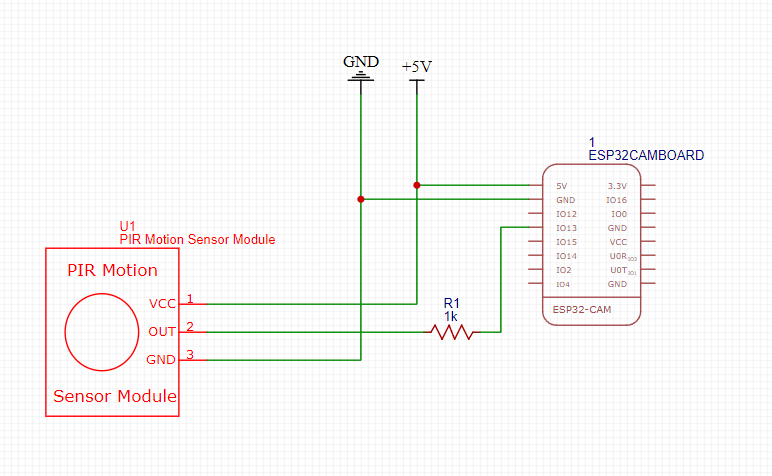 GND
+5V
1
ESP32CAMBOARD
5V 3.3V
GND IO16
IO12 IO0
IO13 GND
IO15 VCC
IO14 U0R IO3
IO2 U0T IO1
IO4 GND
ESP32-CAM
U1
PIR Motion Sensor Module
PIR Motion
VCC 1
OUT 2
GND 3
Sensor Module
R1
1k